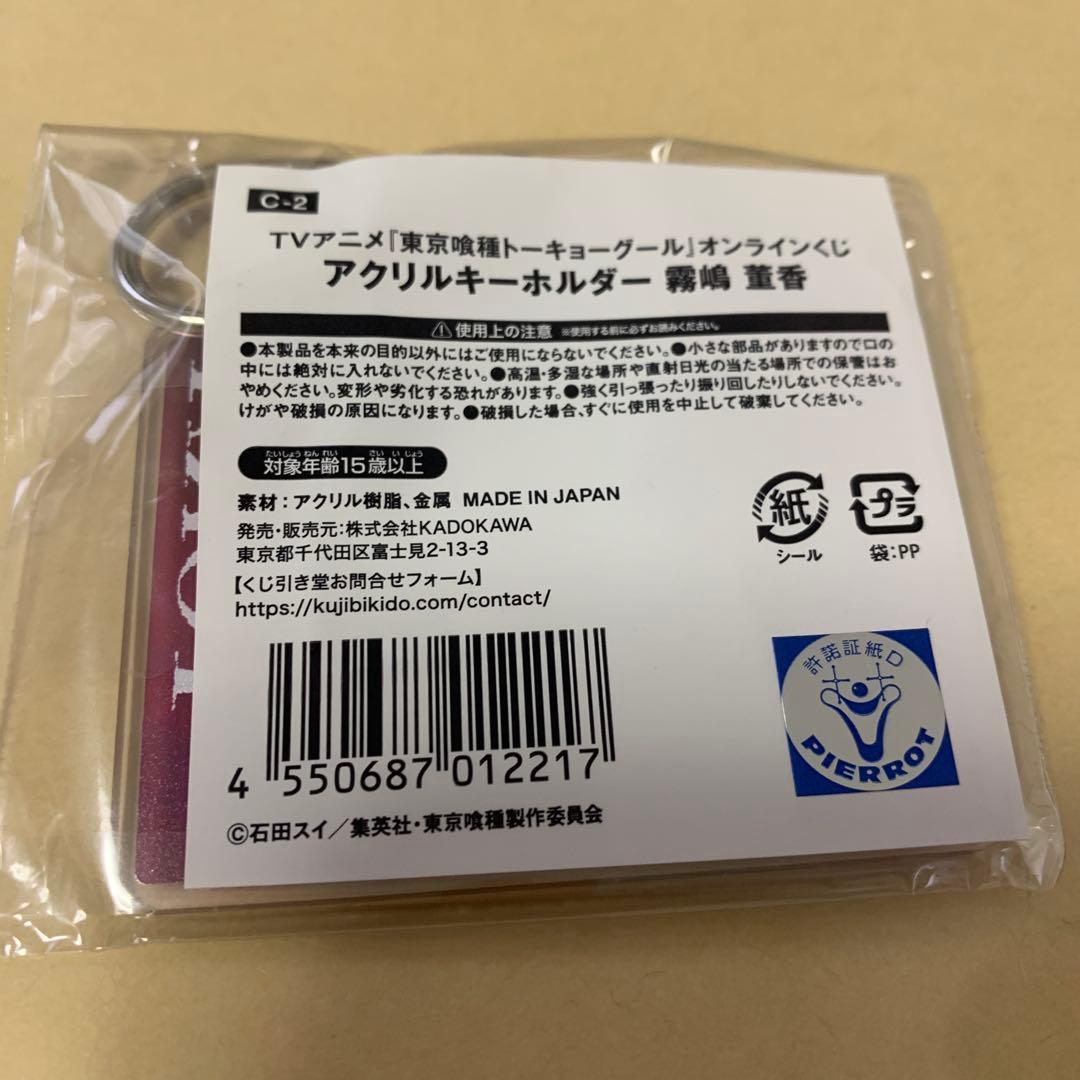 C-2
TVアニメ『東京喰種トーキョーグール』オンラインくじ
アクリルキーホルダー 霧嶋 董香
使用上の注意 ※使用する前に必ずお読みください。
●本製品を本来の目的以外にはご使用にならないでください。●小さな部品がありますので口の
中には絶対に入れないでください。●高温・多湿な場所や直射日光の当たる場所での保管はお
やめください。変形や劣化する恐れがあります。●強く引っ張ったり振り回したりしないでください。
けがや破損の原因になります。●破損した場合、すぐに使用を中止して破棄してください。
たいしょうねんれい さい いじょう
対象年齢15歳以上
素材：アクリル樹脂、金属 MADE IN JAPAN
発売・販売元：株式会社KADOKAWA
東京都千代田区富士見2-13-3
【くじ引き堂お問合せフォーム】
https://kujibikido.com/contact/
紙
シール
プラ
袋：PP
4 550687 012217
©石田スイ／集英社・東京喰種製作委員会
許諾証紙D
PIERROT